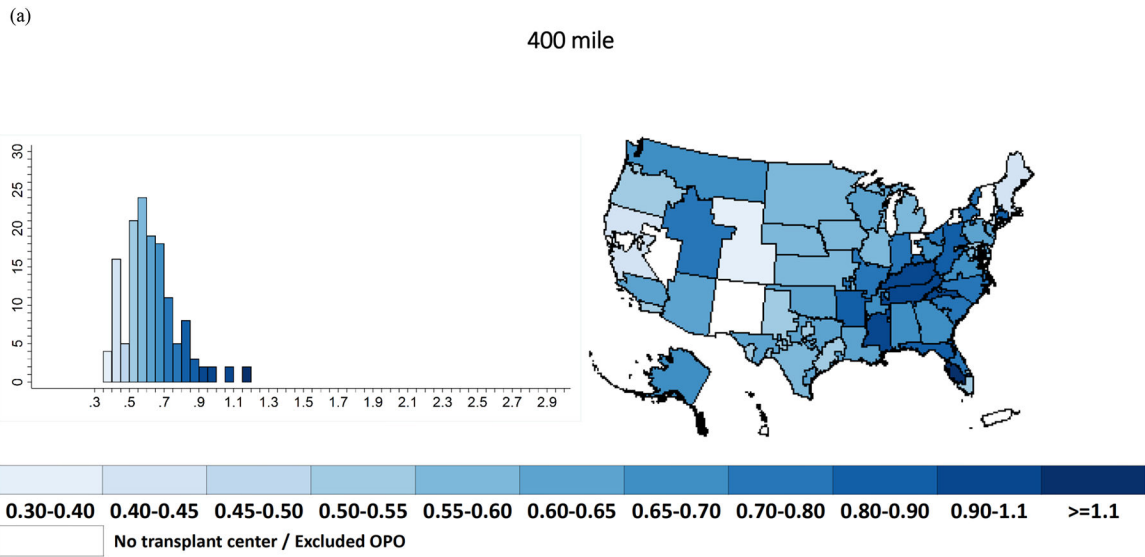 (a)
400 mile
30
25
20
15
10
5
0
.3 .5 .7 .9 1.1 1.3 1.5 1.7 1.9 2.1 2.3 2.5 2.7 2.9
0.30-0.40 0.40-0.45 0.45-0.50 0.50-0.55 0.55-0.60 0.60-0.65 0.65-0.70 0.70-0.80 0.80-0.90 0.90-1.1 >=1.1
No transplant center / Excluded OPO